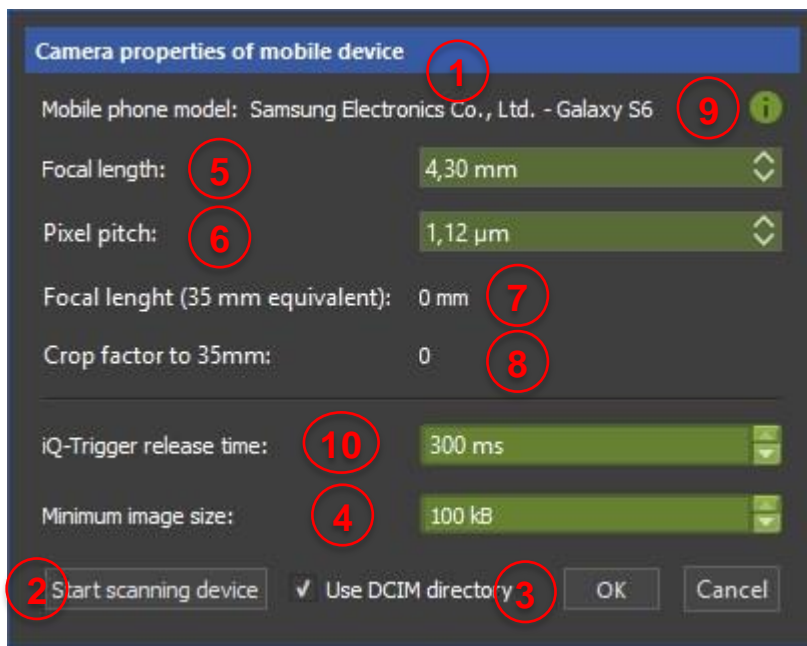 Camera properties of mobile device
1
Mobile phone model: Samsung Electronics Co., Ltd. - Galaxy S6 9 i
Focal length: 5 4,30 mm
Pixel pitch: 6 1,12 µm
Focal lenght (35 mm equivalent): 0 mm 7
Crop factor to 35mm: 0 8
iQ-Trigger release time: 10 300 ms
Minimum image size: 4 100 kB
2 Start scanning device Use DCIM directory 3 OK Cancel